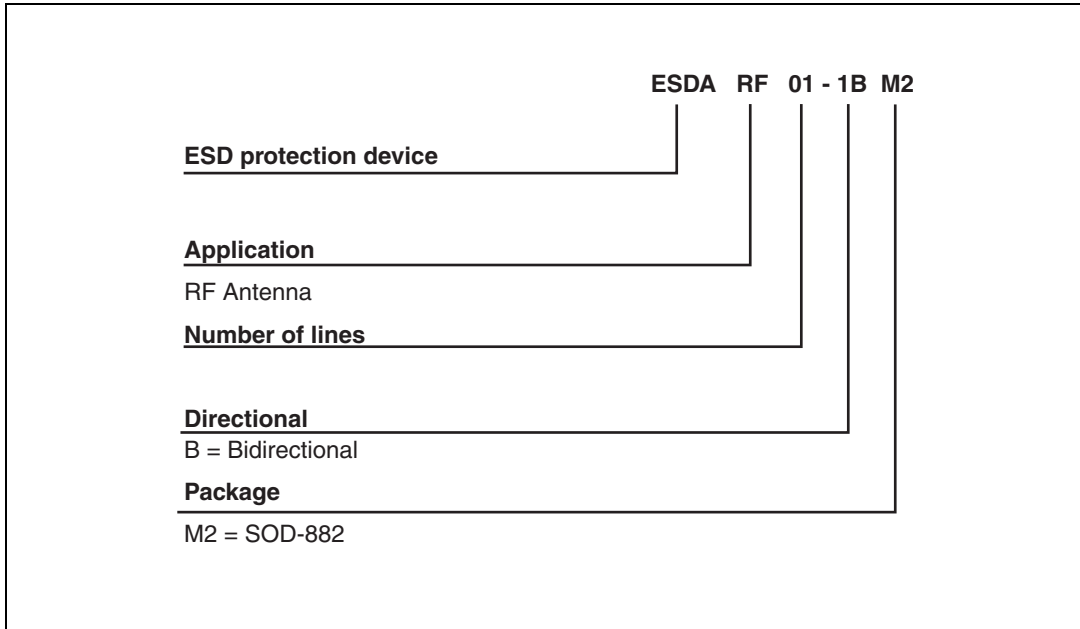 ESDA RF 01 - 1B M2
ESD protection device
Application
RF Antenna
Number of lines
Directional
B = Bidirectional
Package
M2 = SOD-882